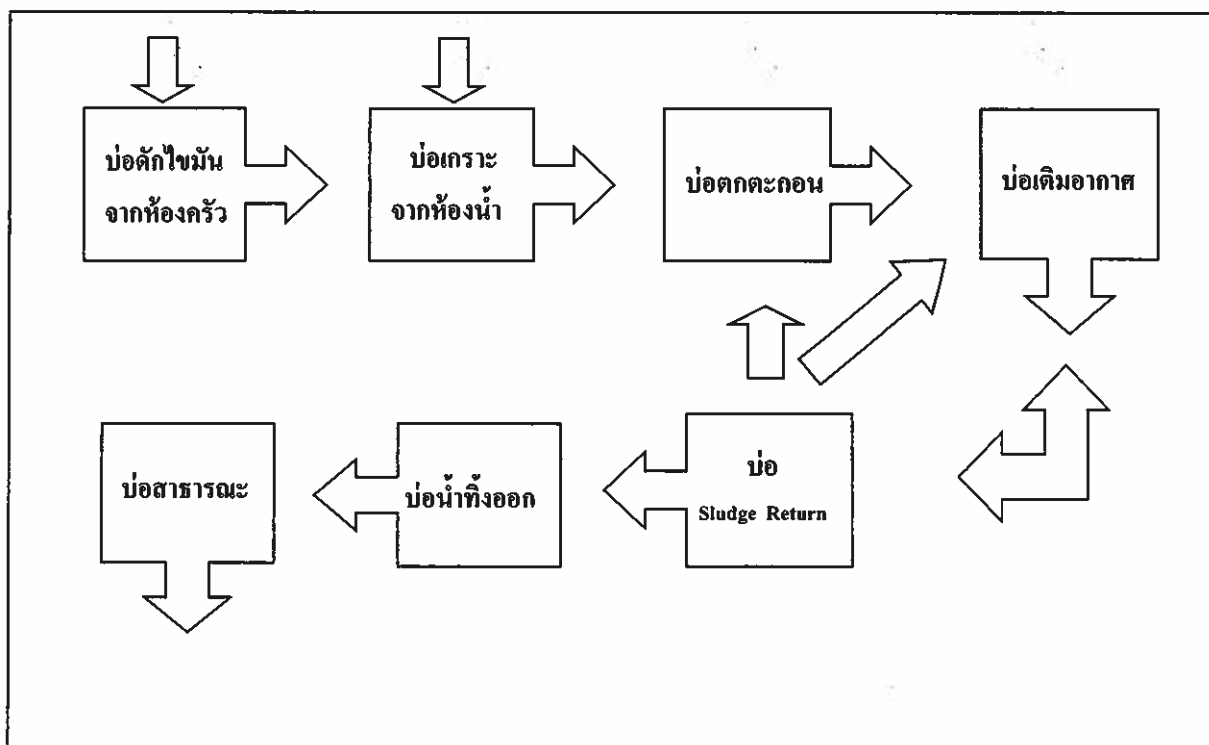 บ่อดักไขมัน
จากห้องครัว
บ่อเกราะ
จากห้องน้ำ
บ่อตกตะกอน
บ่อเติมอากาศ
บ่อสาธารณะ
บ่อน้ำทิ้งออก
บ่อ
Sludge Return